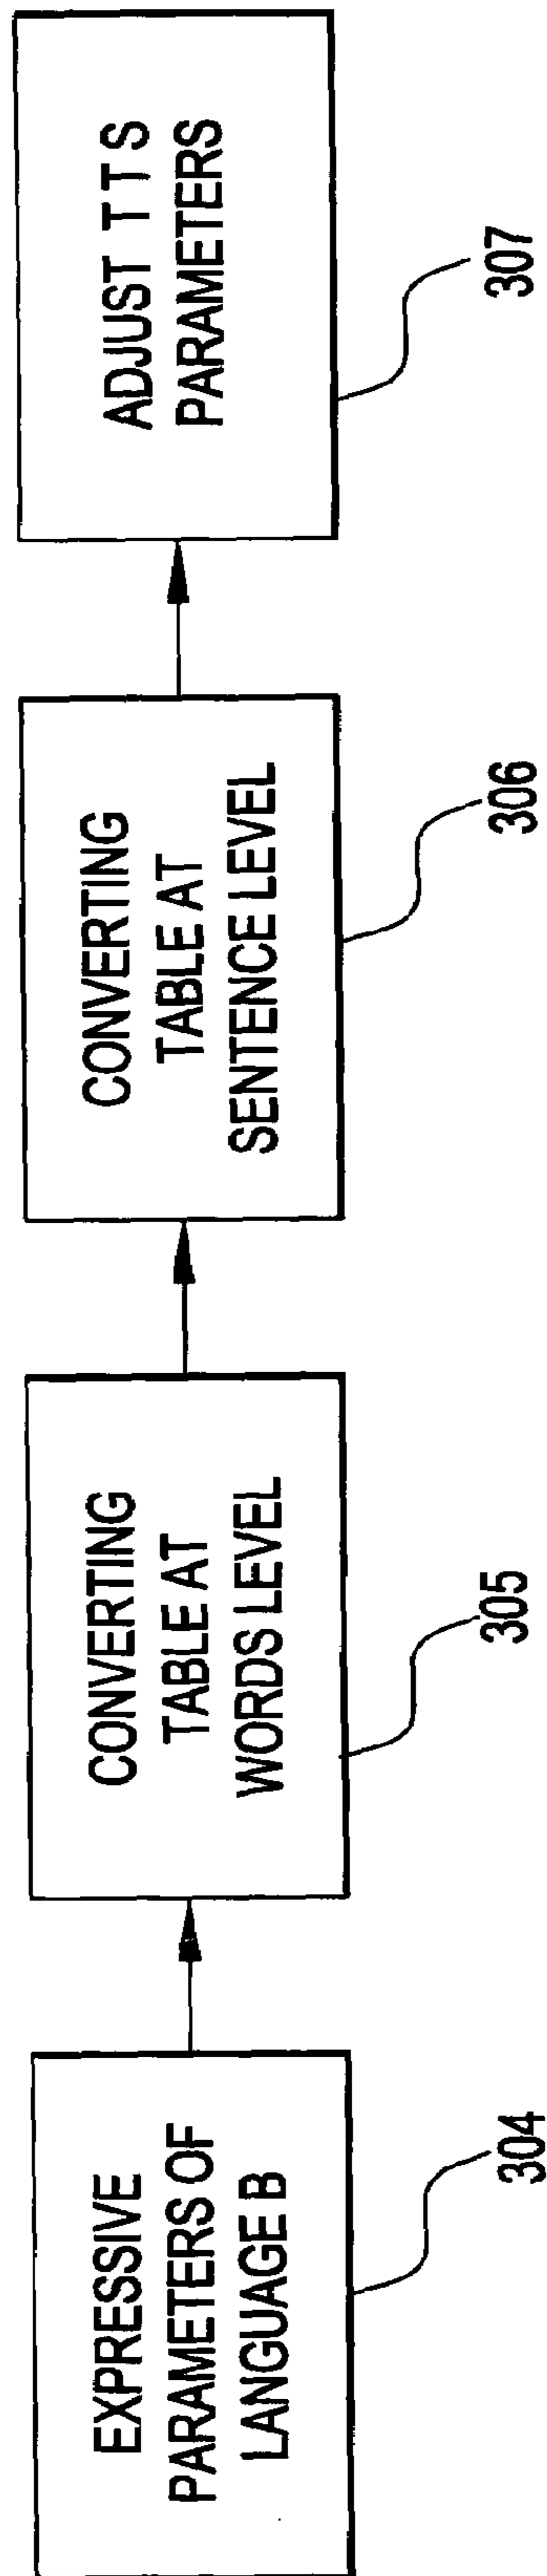 EXPRESSIVE
PARAMETERS OF
LANGUAGE B
304
CONVERTING
TABLE AT
WORDS LEVEL
305
CONVERTING
TABLE AT
SENTENCE LEVEL
306
ADJUST TTS
PARAMETERS
307